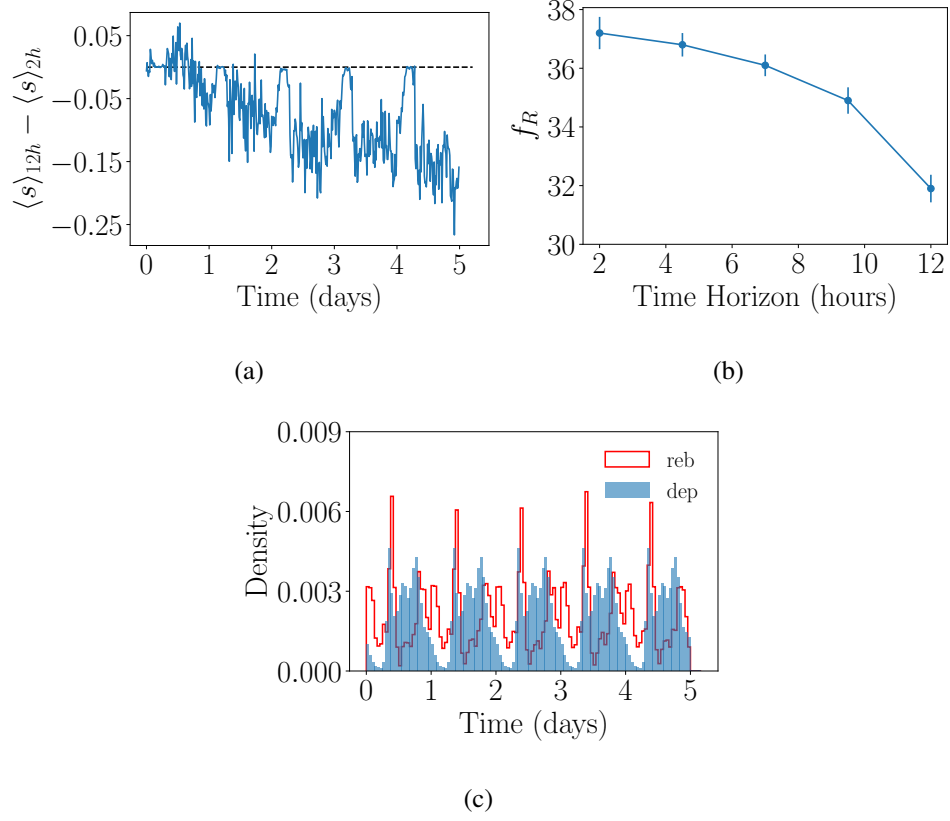 0.05
−0.05
−0.15
−0.25
⟨s⟩12h − ⟨s⟩2h
0 1 2 3 4 5
Time (days)
(a)
38
36
34
32
30
fR
2 4 6 8 10 12
Time Horizon (hours)
(b)
0.009
0.006
0.003
0.000
Density
reb
dep
0 1 2 3 4 5
Time (days)
(c)